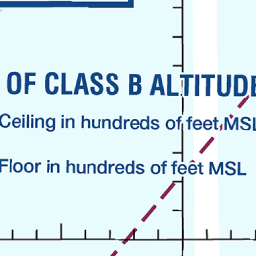 OF CLASS B ALTITUDE
Ceiling in hundreds of feet MSL
Floor in hundreds of feet MSL